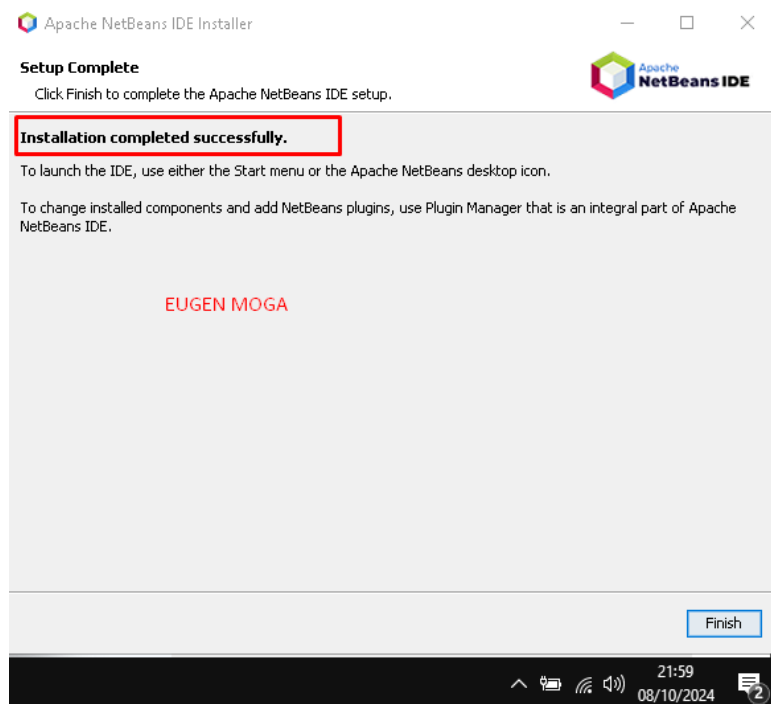 Apache NetBeans IDE Installer
Setup Complete
Click Finish to complete the Apache NetBeans IDE setup.
Apache
NetBeans IDE
Installation completed successfully.
To launch the IDE, use either the Start menu or the Apache NetBeans desktop icon.
To change installed components and add NetBeans plugins, use Plugin Manager that is an integral part of Apache
NetBeans IDE.
EUGEN MOGA
Finish
21:59
08/10/2024
2